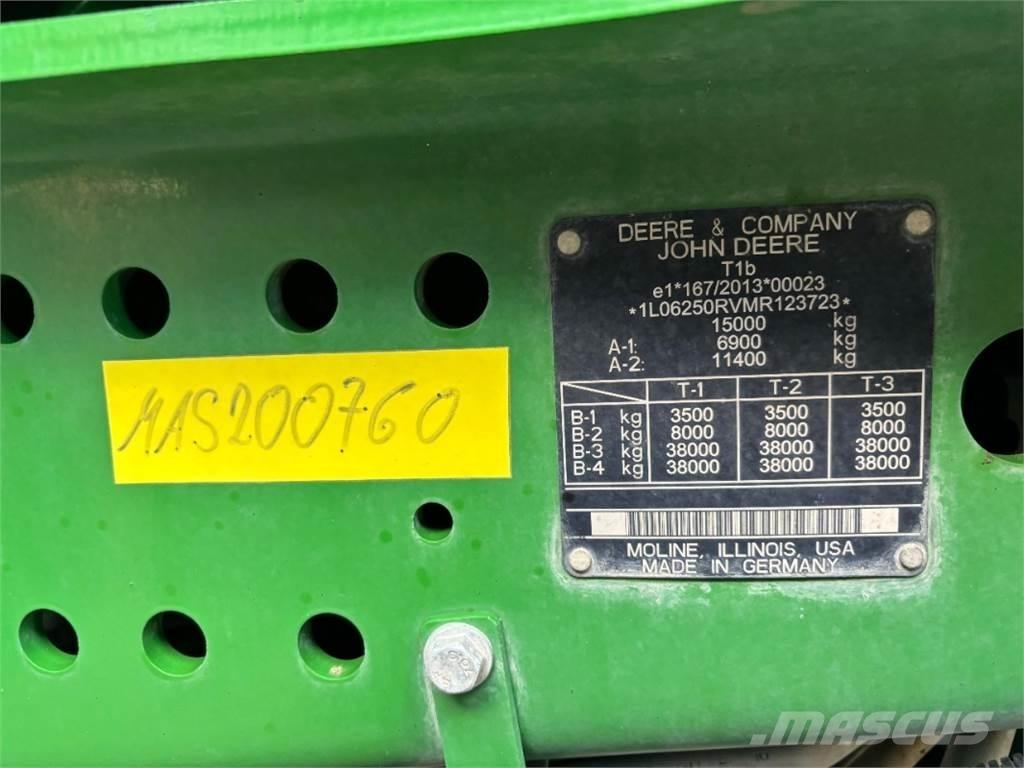 MAS200760
DEERE & COMPANY
JOHN DEERE
T1b
e1*167/2013*00023
*1L06250RVMR123723*
15000 kg
A-1: 6900 kg
A-2: 11400 kg
T-1 T-2 T-3
B-1 kg 3500 3500 3500
B-2 kg 8000 8000 8000
B-3 kg 38000 38000 38000
B-4 kg 38000 38000 38000
MOLINE, ILLINOIS, USA
MADE IN GERMANY
MASCUS